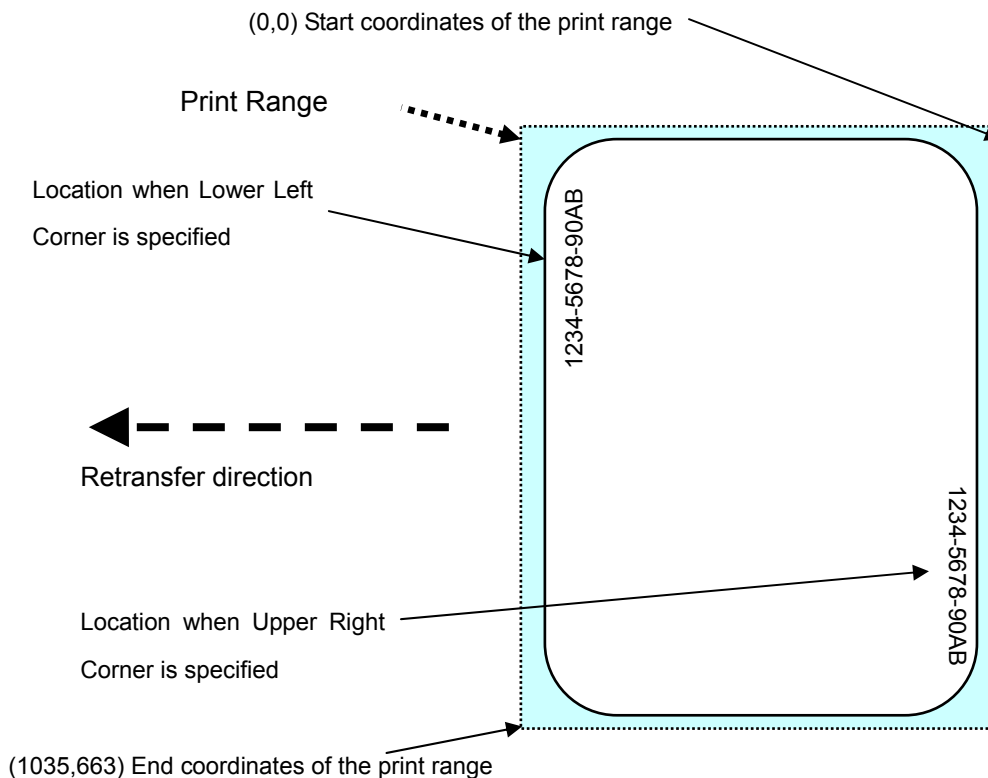 (0,0) Start coordinates of the print range
Print Range
Location when Lower Left
Corner is specified
1234-5678-90AB
Retransfer direction
1234-5678-90AB
Location when Upper Right
Corner is specified
(1035,663) End coordinates of the print range